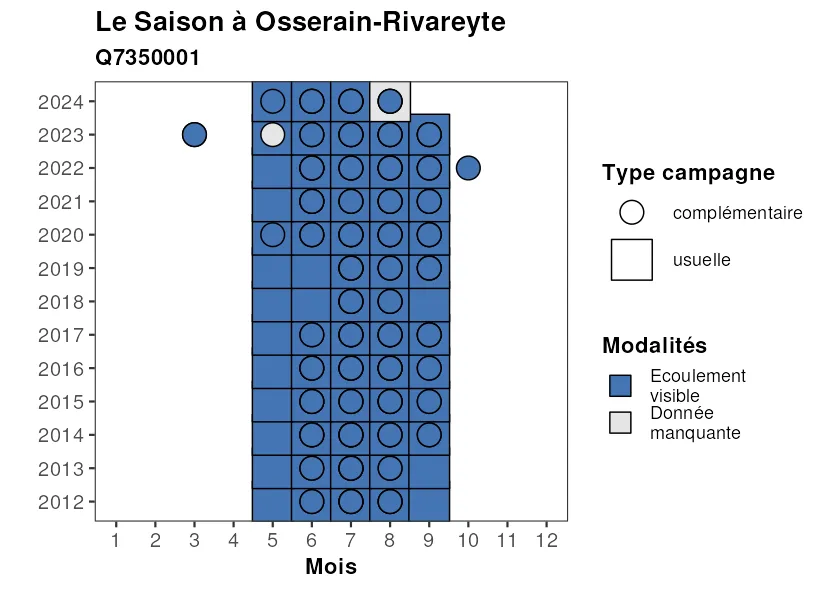 Le Saison à Osserain-Rivareyte
Q7350001
2024
2023
2022
2021
2020
2019
2018
2017
2016
2015
2014
2013
2012
1 2 3 4 5 6 7 8 9 10 11 12
Mois
Type campagne
complémentaire
usuelle
Modalités
Ecoulement
visible
Donnée
manquante